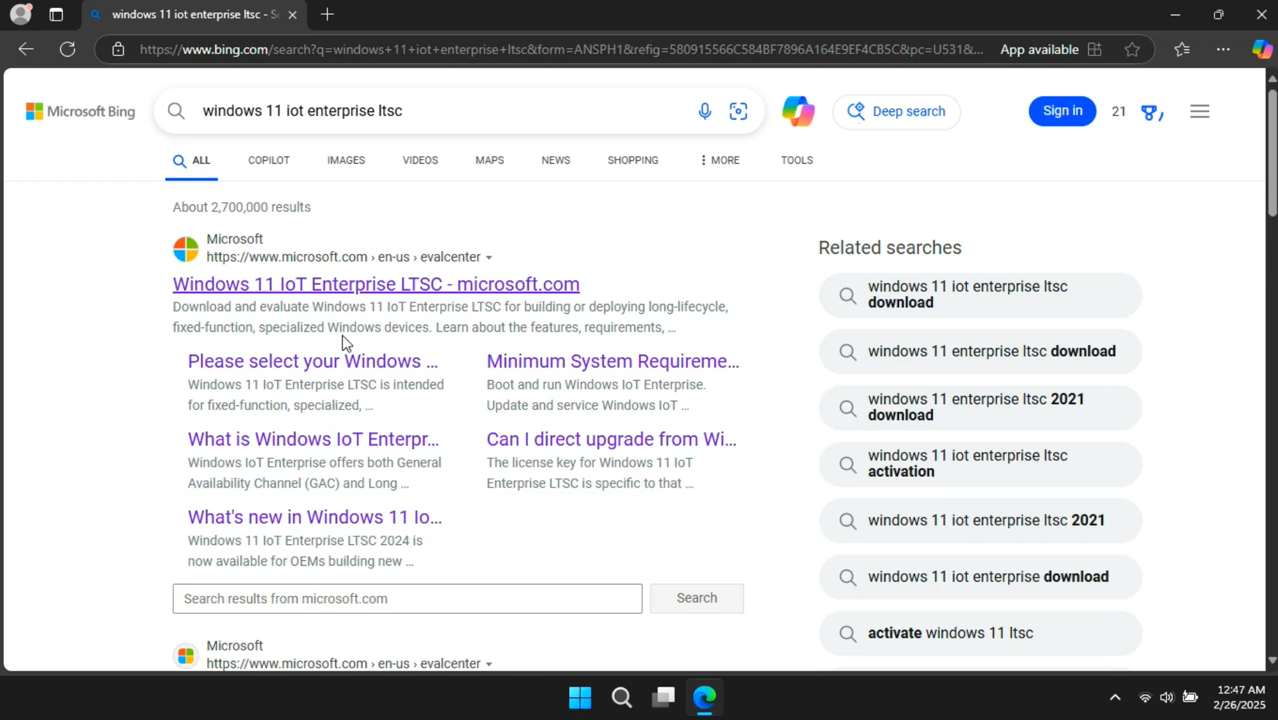 windows 11 iot enterprise ltsc - Se
https://www.bing.com/search?q=windows+11+iot+enterprise+ltsc&form=ANSPH1&refig=580915566C584BF7896A164E9EF4CB5C&pc=U531&...
App available
Microsoft Bing
windows 11 iot enterprise ltsc
Deep search
Sign in
21
ALL
COPILOT
IMAGES
VIDEOS
MAPS
NEWS
SHOPPING
MORE
TOOLS
About 2,700,000 results
Microsoft
https://www.microsoft.com › en-us › evalcenter
Windows 11 IoT Enterprise LTSC - microsoft.com
Download and evaluate Windows 11 IoT Enterprise LTSC for building or deploying long-lifecycle,
fixed-function, specialized Windows devices. Learn about the features, requirements, ...
Please select your Windows ...
Windows 11 IoT Enterprise LTSC is intended
for fixed-function, specialized, ...
Minimum System Requireme...
Boot and run Windows IoT Enterprise.
Update and service Windows IoT ...
What is Windows IoT Enterpr...
Windows IoT Enterprise offers both General
Availability Channel (GAC) and Long ...
Can I direct upgrade from Wi...
The license key for Windows 11 IoT
Enterprise LTSC is specific to that ...
What's new in Windows 11 Io...
Windows 11 IoT Enterprise LTSC 2024 is
now available for OEMs building new ...
Search results from microsoft.com
Search
Microsoft
https://www.microsoft.com › en-us › evalcenter
Related searches
windows 11 iot enterprise ltsc
download
windows 11 enterprise ltsc download
windows 11 enterprise ltsc 2021
download
windows 11 iot enterprise ltsc
activation
windows 11 iot enterprise ltsc 2021
windows 11 iot enterprise download
activate windows 11 ltsc
12:47 AM
2/26/2025